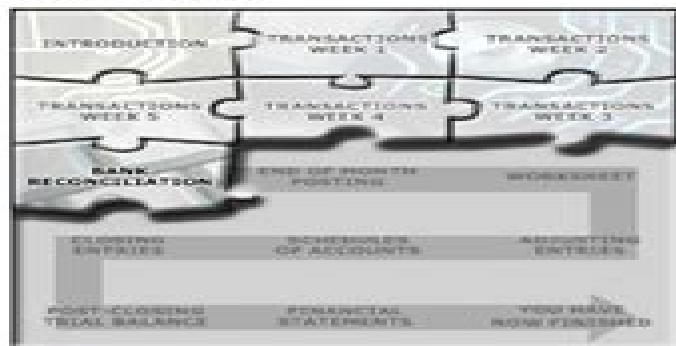 INTRODUCTION
TRANSACTIONS
WEEK 1
TRANSACTIONS
WEEK 2
TRANSACTIONS
WEEK 5
TRANSACTIONS
WEEK 4
TRANSACTIONS
WEEK 3
BANK
RECONCILIATION
END OF MONTH
POSTING
WORKSHEET
CLOSING
ENTRIES
SCHEDULES
OF ACCOUNTS
ADJUSTING
ENTRIES
POST-CLOSING
TRIAL BALANCE
FINANCIAL
STATEMENTS
YOU HAVE
NOW FINISHED